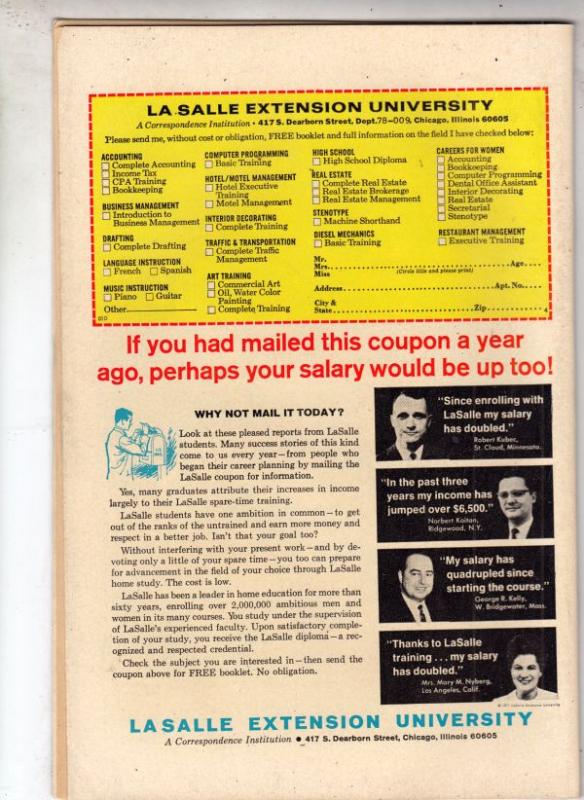 LA SALLE EXTENSION UNIVERSITY
A Correspondence Institution • 417 S. Dearborn Street, Dept.78-009, Chicago, Illinois 60605
Please send me, without cost or obligation, FREE booklet and full information on the field I have checked below:
ACCOUNTING
Complete Accounting
Income Tax
CPA Training
Bookkeeping
BUSINESS MANAGEMENT
Introduction to
Business Management
DRAFTING
Complete Drafting
LANGUAGE INSTRUCTION
French Spanish
MUSIC INSTRUCTION
Piano Guitar
Other
COMPUTER PROGRAMMING
Basic Training
HOTEL/MOTEL MANAGEMENT
Hotel Executive
Training
Motel Management
INTERIOR DECORATING
Complete Training
TRAFFIC & TRANSPORTATION
Complete Traffic
Management
ART TRAINING
Commercial Art
Oil, Water Color
Painting
Complete Training
HIGH SCHOOL
High School Diploma
REAL ESTATE
Complete Real Estate
Real Estate Brokerage
Real Estate Management
STENOTYPE
Machine Shorthand
DIESEL MECHANICS
Basic Training
CAREERS FOR WOMEN
Accounting
Bookkeeping
Computer Programming
Dental Office Assistant
Interior Decorating
Real Estate
Secretarial
Stenotype
RESTAURANT MANAGEMENT
Executive Training
Mr.
Mrs. Age
Miss (Circle title and please print)
Address Apt. No.
City &
State Zip
If you had mailed this coupon a year
ago, perhaps your salary would be up too!
WHY NOT MAIL IT TODAY?
Look at these pleased reports from LaSalle
students. Many success stories of this kind
come to us every year—from people who
began their career planning by mailing the
LaSalle coupon for information.
Yes, many graduates attribute their increases in income
largely to their LaSalle spare-time training.
LaSalle students have one ambition in common—to get
out of the ranks of the untrained and earn more money and
respect in a better job. Isn't that your goal too?
Without interfering with your present work—and by de-
voting only a little of your spare time—you too can prepare
for advancement in the field of your choice through LaSalle
home study. The cost is low.
LaSalle has been a leader in home education for more than
sixty years, enrolling over 2,000,000 ambitious men and
women in its many courses. You study under the supervision
of LaSalle's experienced faculty. Upon satisfactory comple-
tion of your study, you receive the LaSalle diploma—a rec-
ognized and respected credential.
Check the subject you are interested in—then send the
coupon above for FREE booklet. No obligation.
"Since enrolling with
LaSalle my salary
has doubled."
Robert Kuber,
St. Cloud, Minnesota.
"In the past three
years my income has
jumped over $6,500."
Norbert Kaitan,
Ridgewood, N.Y.
"My salary has
quadrupled since
starting the course."
George R. Kelly,
W. Bridgewater, Mass.
"Thanks to LaSalle
training . . . my salary
has doubled."
Mrs. Mary M. Nyberg,
Los Angeles, Calif.
LASALLE EXTENSION UNIVERSITY
A Correspondence Institution • 417 S. Dearborn Street, Chicago, Illinois 60605